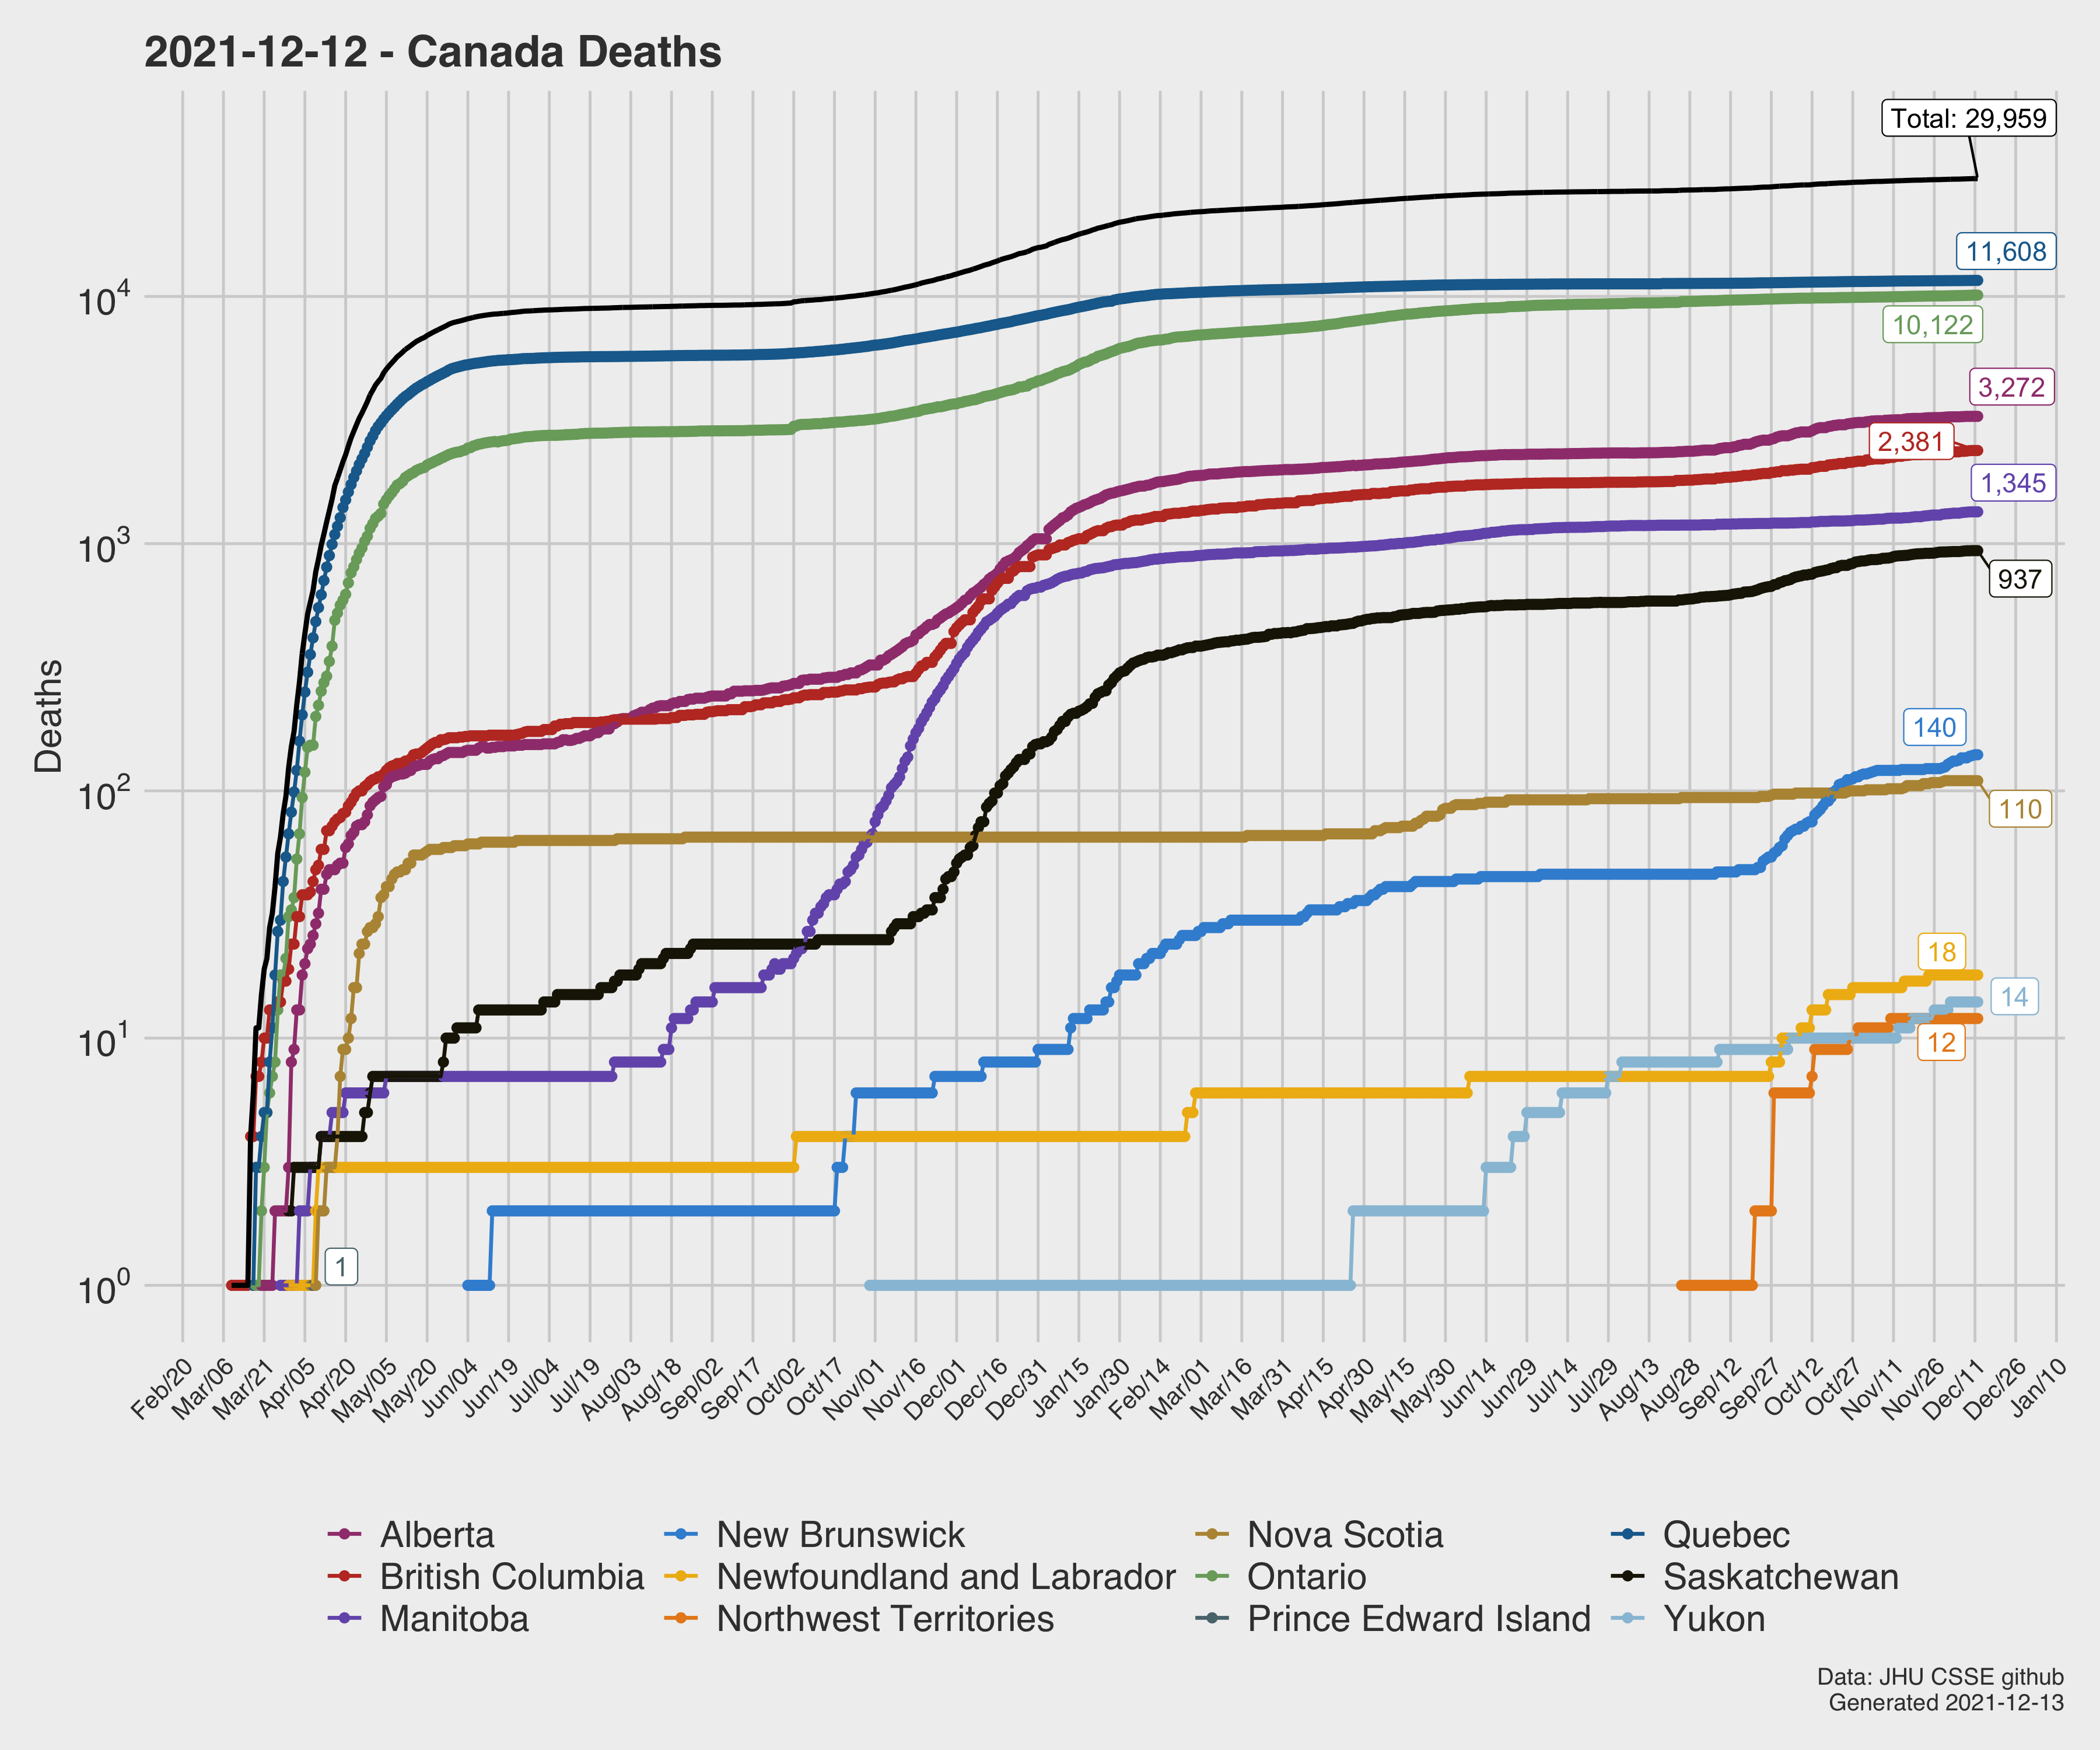 2021-12-12 - Canada Deaths
Total: 29,959
11,608
10,122
3,272
2,381
1,345
937
140
110
18
14
12
1
Deaths
10^4
10^3
10^2
10^1
10^0
Feb/20
Mar/06
Mar/21
Apr/05
Apr/20
May/05
May/20
Jun/04
Jun/19
Jul/04
Jul/19
Aug/03
Aug/18
Sep/02
Sep/17
Oct/02
Oct/17
Nov/01
Nov/16
Dec/01
Dec/16
Dec/31
Jan/15
Jan/30
Feb/14
Mar/01
Mar/16
Mar/31
Apr/15
Apr/30
May/15
May/30
Jun/14
Jun/29
Jul/14
Jul/29
Aug/13
Aug/28
Sep/12
Sep/27
Oct/12
Oct/27
Nov/11
Nov/26
Dec/11
Dec/26
Jan/10
Alberta
British Columbia
Manitoba
New Brunswick
Newfoundland and Labrador
Northwest Territories
Nova Scotia
Ontario
Prince Edward Island
Quebec
Saskatchewan
Yukon
Data: JHU CSSE github
Generated 2021-12-13